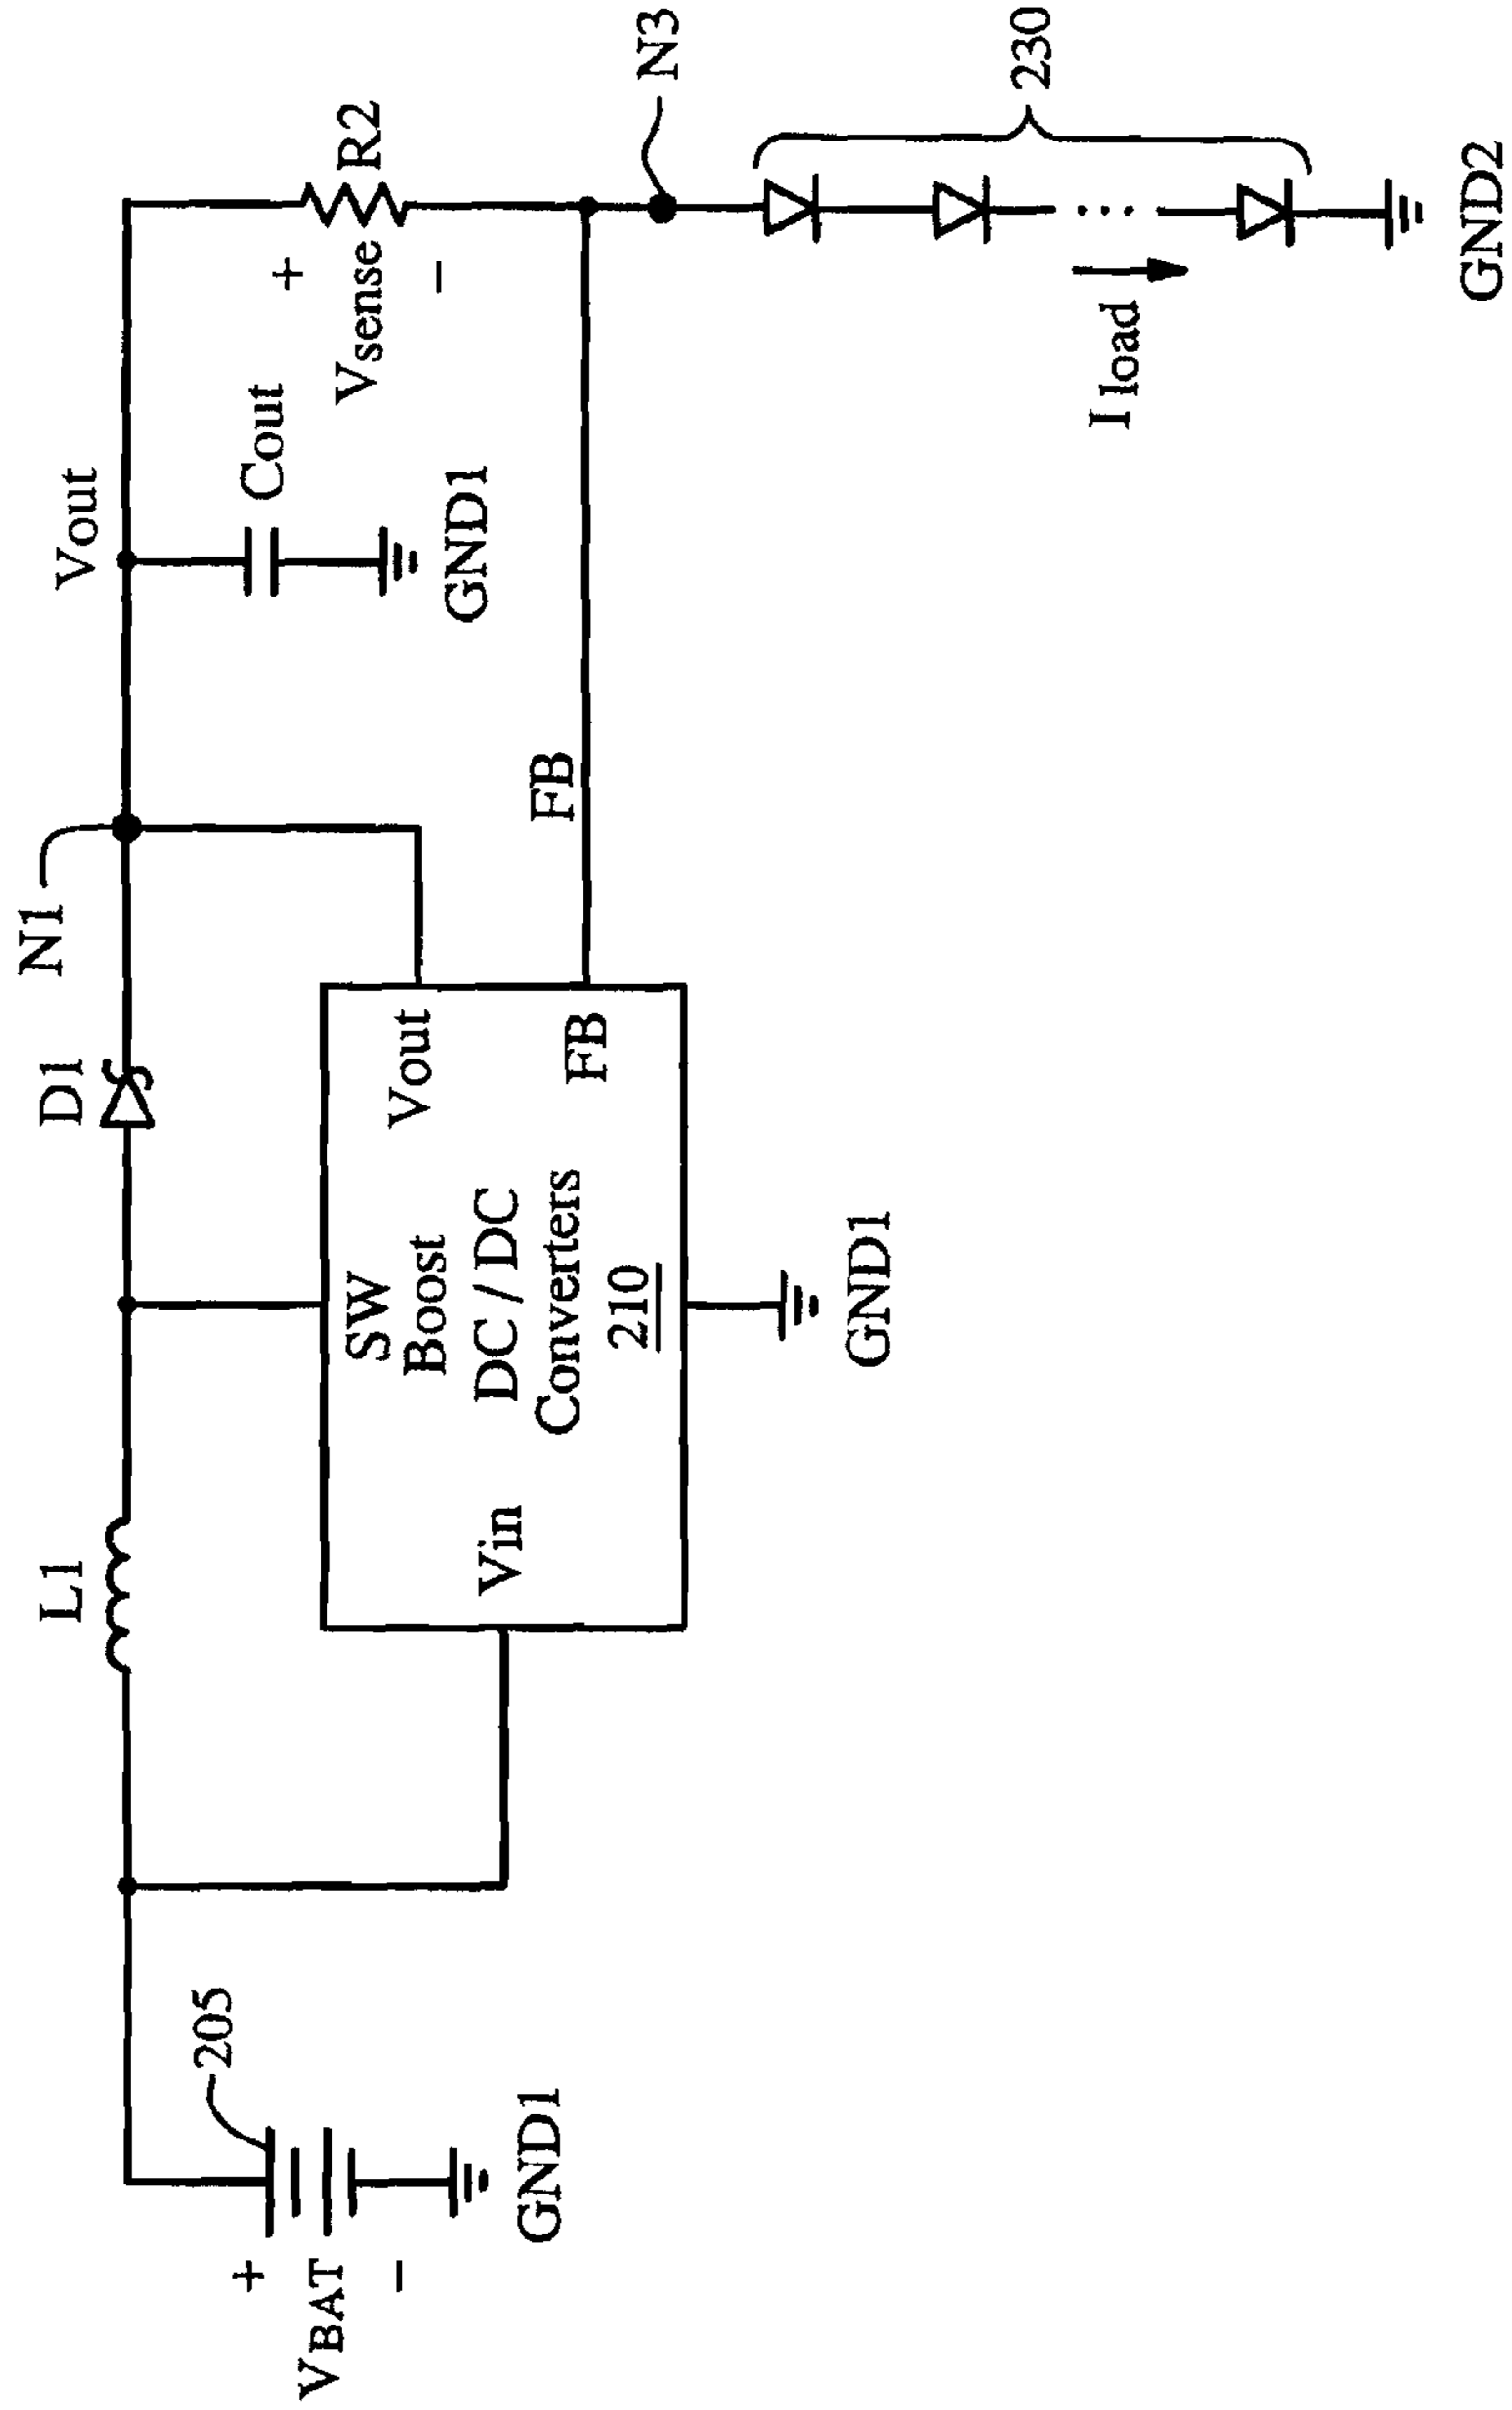 N1
Vout
L1
D1
Cout
GND1
R2
+
Vsense
−
205
+
VBAT
−
GND1
SW
Boost
DC / DC
Converters
210
Vin
Vout
FB
FB
GND1
N3
230
I load
GND2